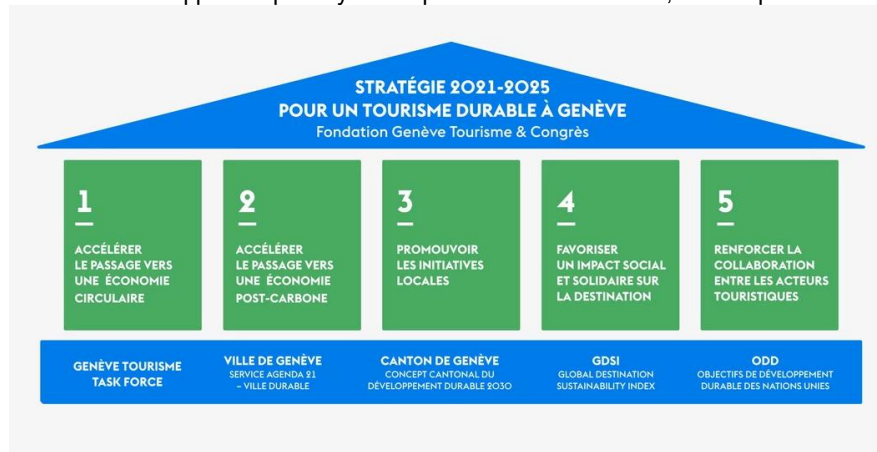 STRATÉGIE 2021-2025
POUR UN TOURISME DURABLE À GENÈVE
Fondation Genève Tourisme & Congrès
1
ACCÉLÉRER
LE PASSAGE VERS
UNE ÉCONOMIE
CIRCULAIRE
2
ACCÉLÉRER
LE PASSAGE VERS
UNE ÉCONOMIE
POST-CARBONE
3
PROMOUVOIR
LES INITIATIVES
LOCALES
4
FAVORISER
UN IMPACT SOCIAL
ET SOLIDAIRE SUR
LA DESTINATION
5
RENFORCER LA
COLLABORATION
ENTRE LES ACTEURS
TOURISTIQUES
GENÈVE TOURISME
TASK FORCE
VILLE DE GENÈVE
SERVICE AGENDA 21
– VILLE DURABLE
CANTON DE GENÈVE
CONCEPT CANTONAL DU
DÉVELOPPEMENT DURABLE 2030
GDSI
GLOBAL DESTINATION
SUSTAINABILITY INDEX
ODD
OBJECTIFS DE DÉVELOPPEMENT
DURABLE DES NATIONS UNIES